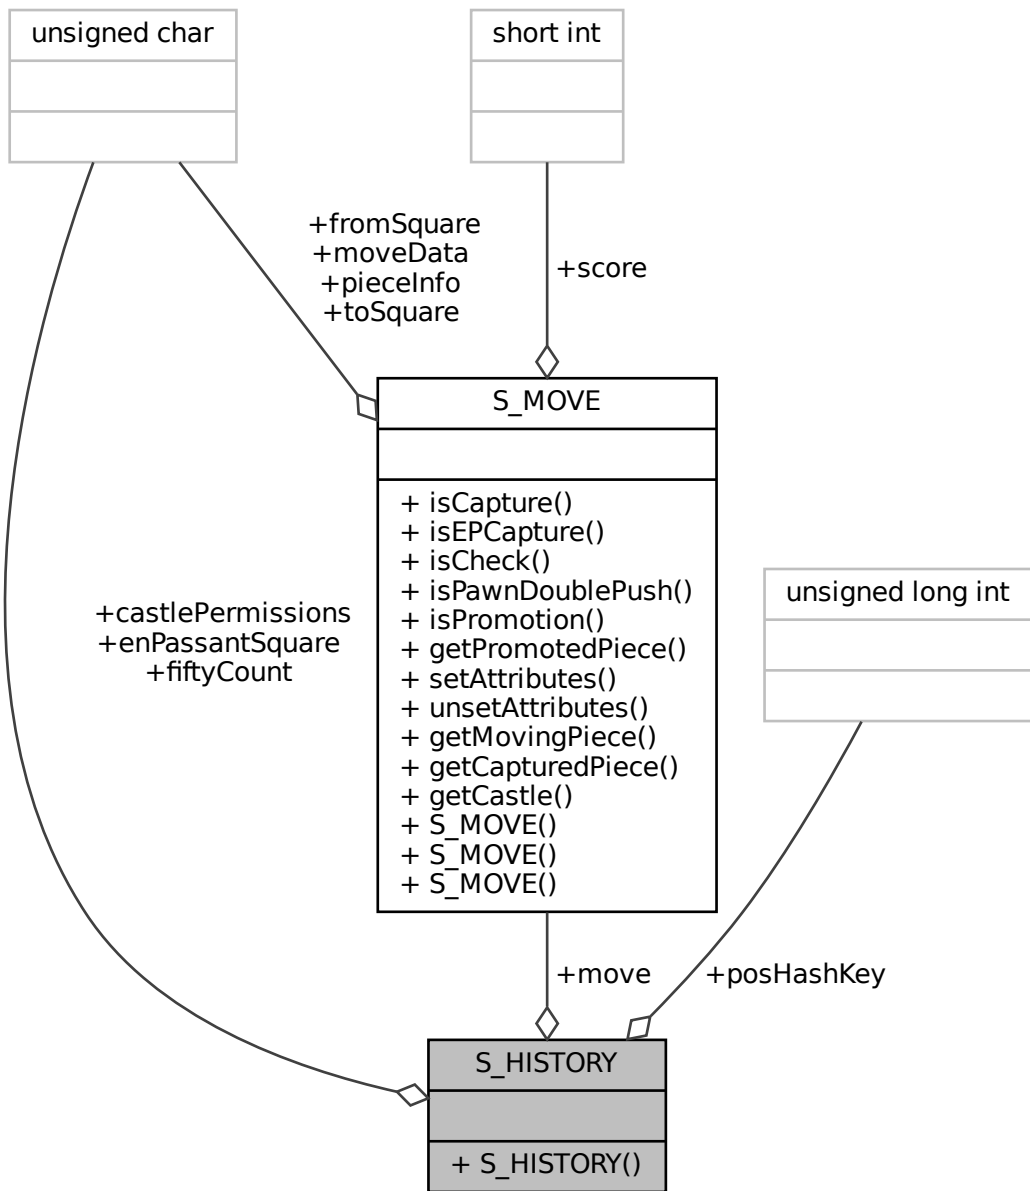 unsigned char
short int
+fromSquare
+moveData
+pieceInfo
+toSquare
+score
S_MOVE
+ isCapture()
+ isEPCapture()
+ isCheck()
+ isPawnDoublePush()
+ isPromotion()
+ getPromotedPiece()
+ setAttributes()
+ unsetAttributes()
+ getMovingPiece()
+ getCapturedPiece()
+ getCastle()
+ S_MOVE()
+ S_MOVE()
+ S_MOVE()
unsigned long int
+castlePermissions
+enPassantSquare
+fiftyCount
+move
+posHashKey
S_HISTORY
+ S_HISTORY()